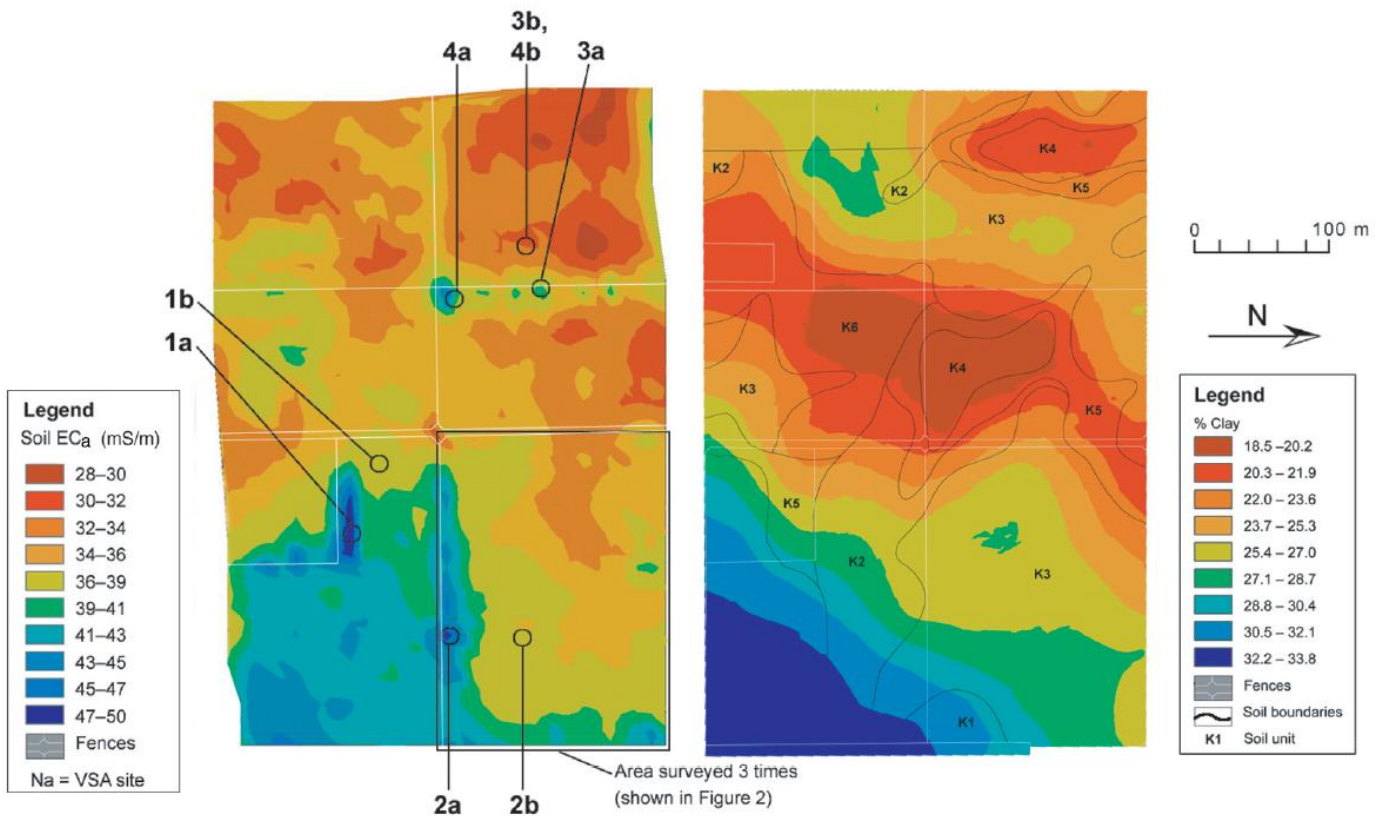 3b,
4a 4b 3a
1b
1a
2a 2b
Area surveyed 3 times
(shown in Figure 2)
Legend
Soil ECa (mS/m)
28–30
30–32
32–34
34–36
36–39
39–41
41–43
43–45
45–47
47–50
Fences
Na = VSA site
K4
K2
K2
K5
K3
K6
K4
K3
K5
K5
K2
K3
K1
0 100 m
N
Legend
% Clay
18.5 –20.2
20.3 – 21.9
22.0 – 23.6
23.7 – 25.3
25.4 – 27.0
27.1 – 28.7
28.8 – 30.4
30.5 – 32.1
32.2 – 33.8
Fences
Soil boundaries
K1 Soil unit